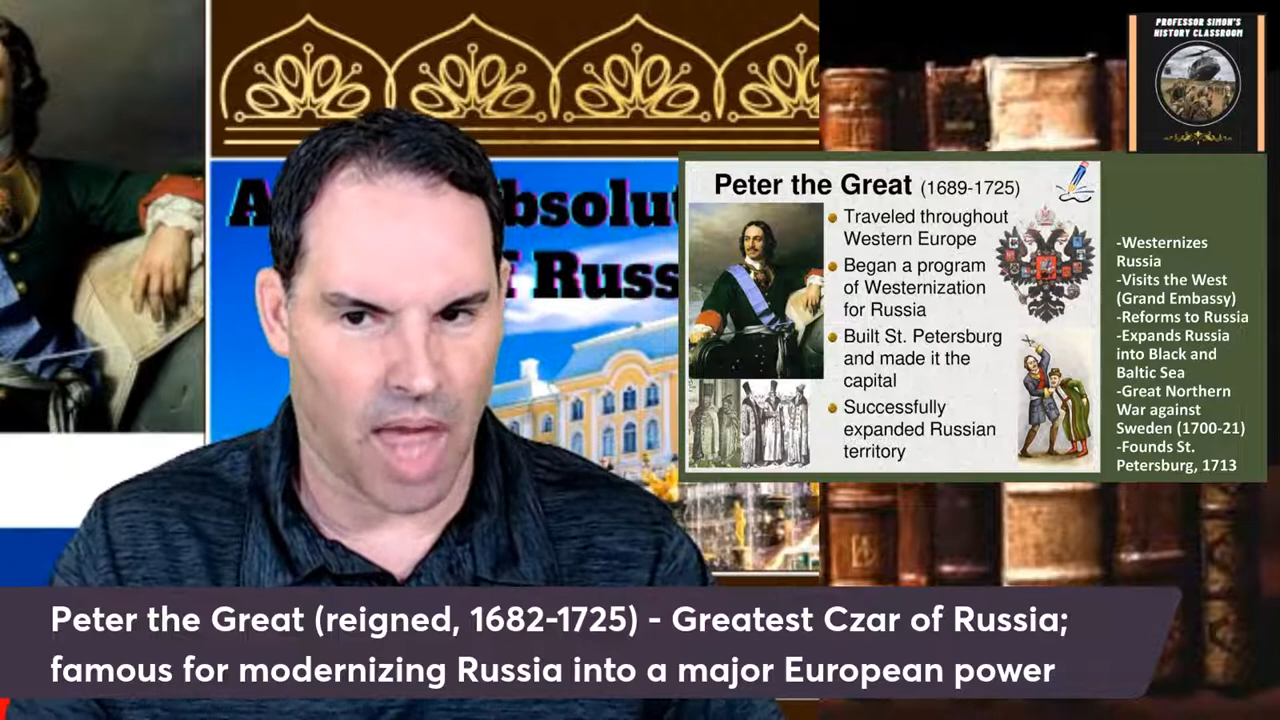 PROFESSOR SIMON'S
HISTORY CLASSROOM
Peter the Great (1689-1725)
Traveled throughout
Western Europe
Began a program
of Westernization
for Russia
Built St. Petersburg
and made it the
capital
Successfully
expanded Russian
territory
-Westernizes
Russia
-Visits the West
(Grand Embassy)
-Reforms to Russia
-Expands Russia
into Black and
Baltic Sea
-Great Northern
War against
Sweden (1700-21)
-Founds St.
Petersburg, 1713
Peter the Great (reigned, 1682-1725) - Greatest Czar of Russia;
famous for modernizing Russia into a major European power